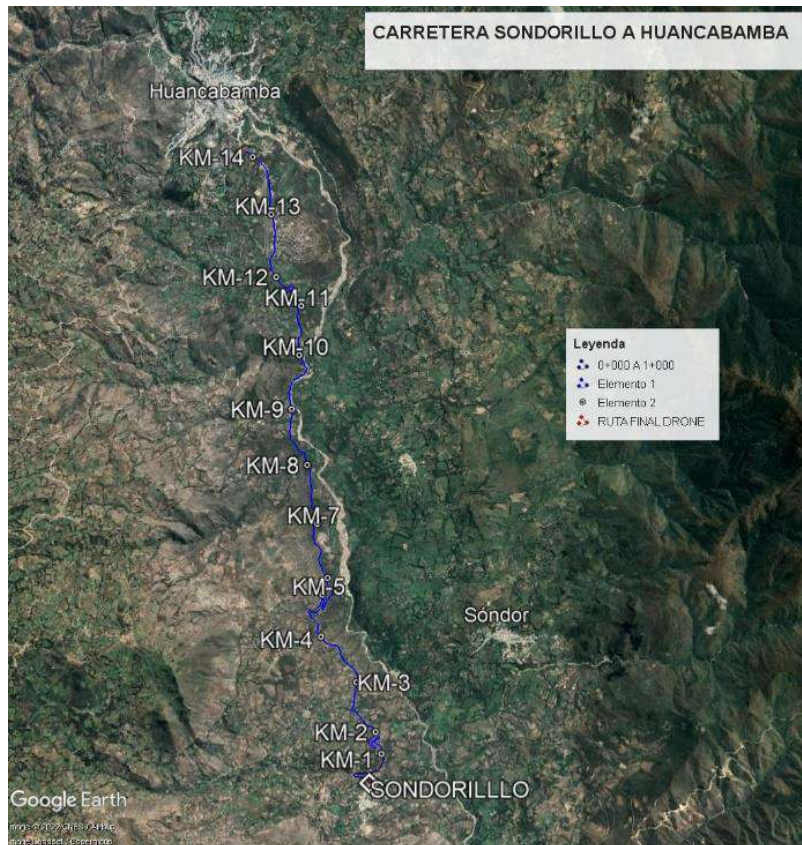 CARRETERA SONDORILLO A HUANCABAMBA
Huancabamba
KM-14
KM-13
KM-12
KM-11
KM-10
KM-9
KM-8
KM-7
KM-5
KM-4
KM-3
KM-2
KM-1
SONDORILLLO
Sóndor
Leyenda
0+000 A 1+000
Elemento 1
Elemento 2
RUTA FINAL DRONE
Google Earth